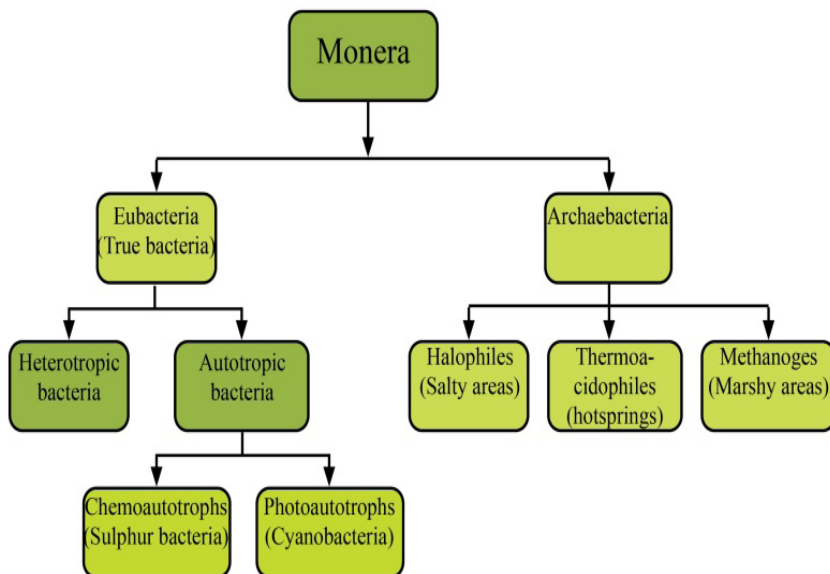 Monera
Eubacteria
(True bacteria)
Archaebacteria
Heterotropic
bacteria
Autotropic
bacteria
Halophiles
(Salty areas)
Thermoa-
cidophiles
(hotsprings)
Methanoges
(Marshy areas)
Chemoautotrophs
(Sulphur bacteria)
Photoautotrophs
(Cyanobacteria)